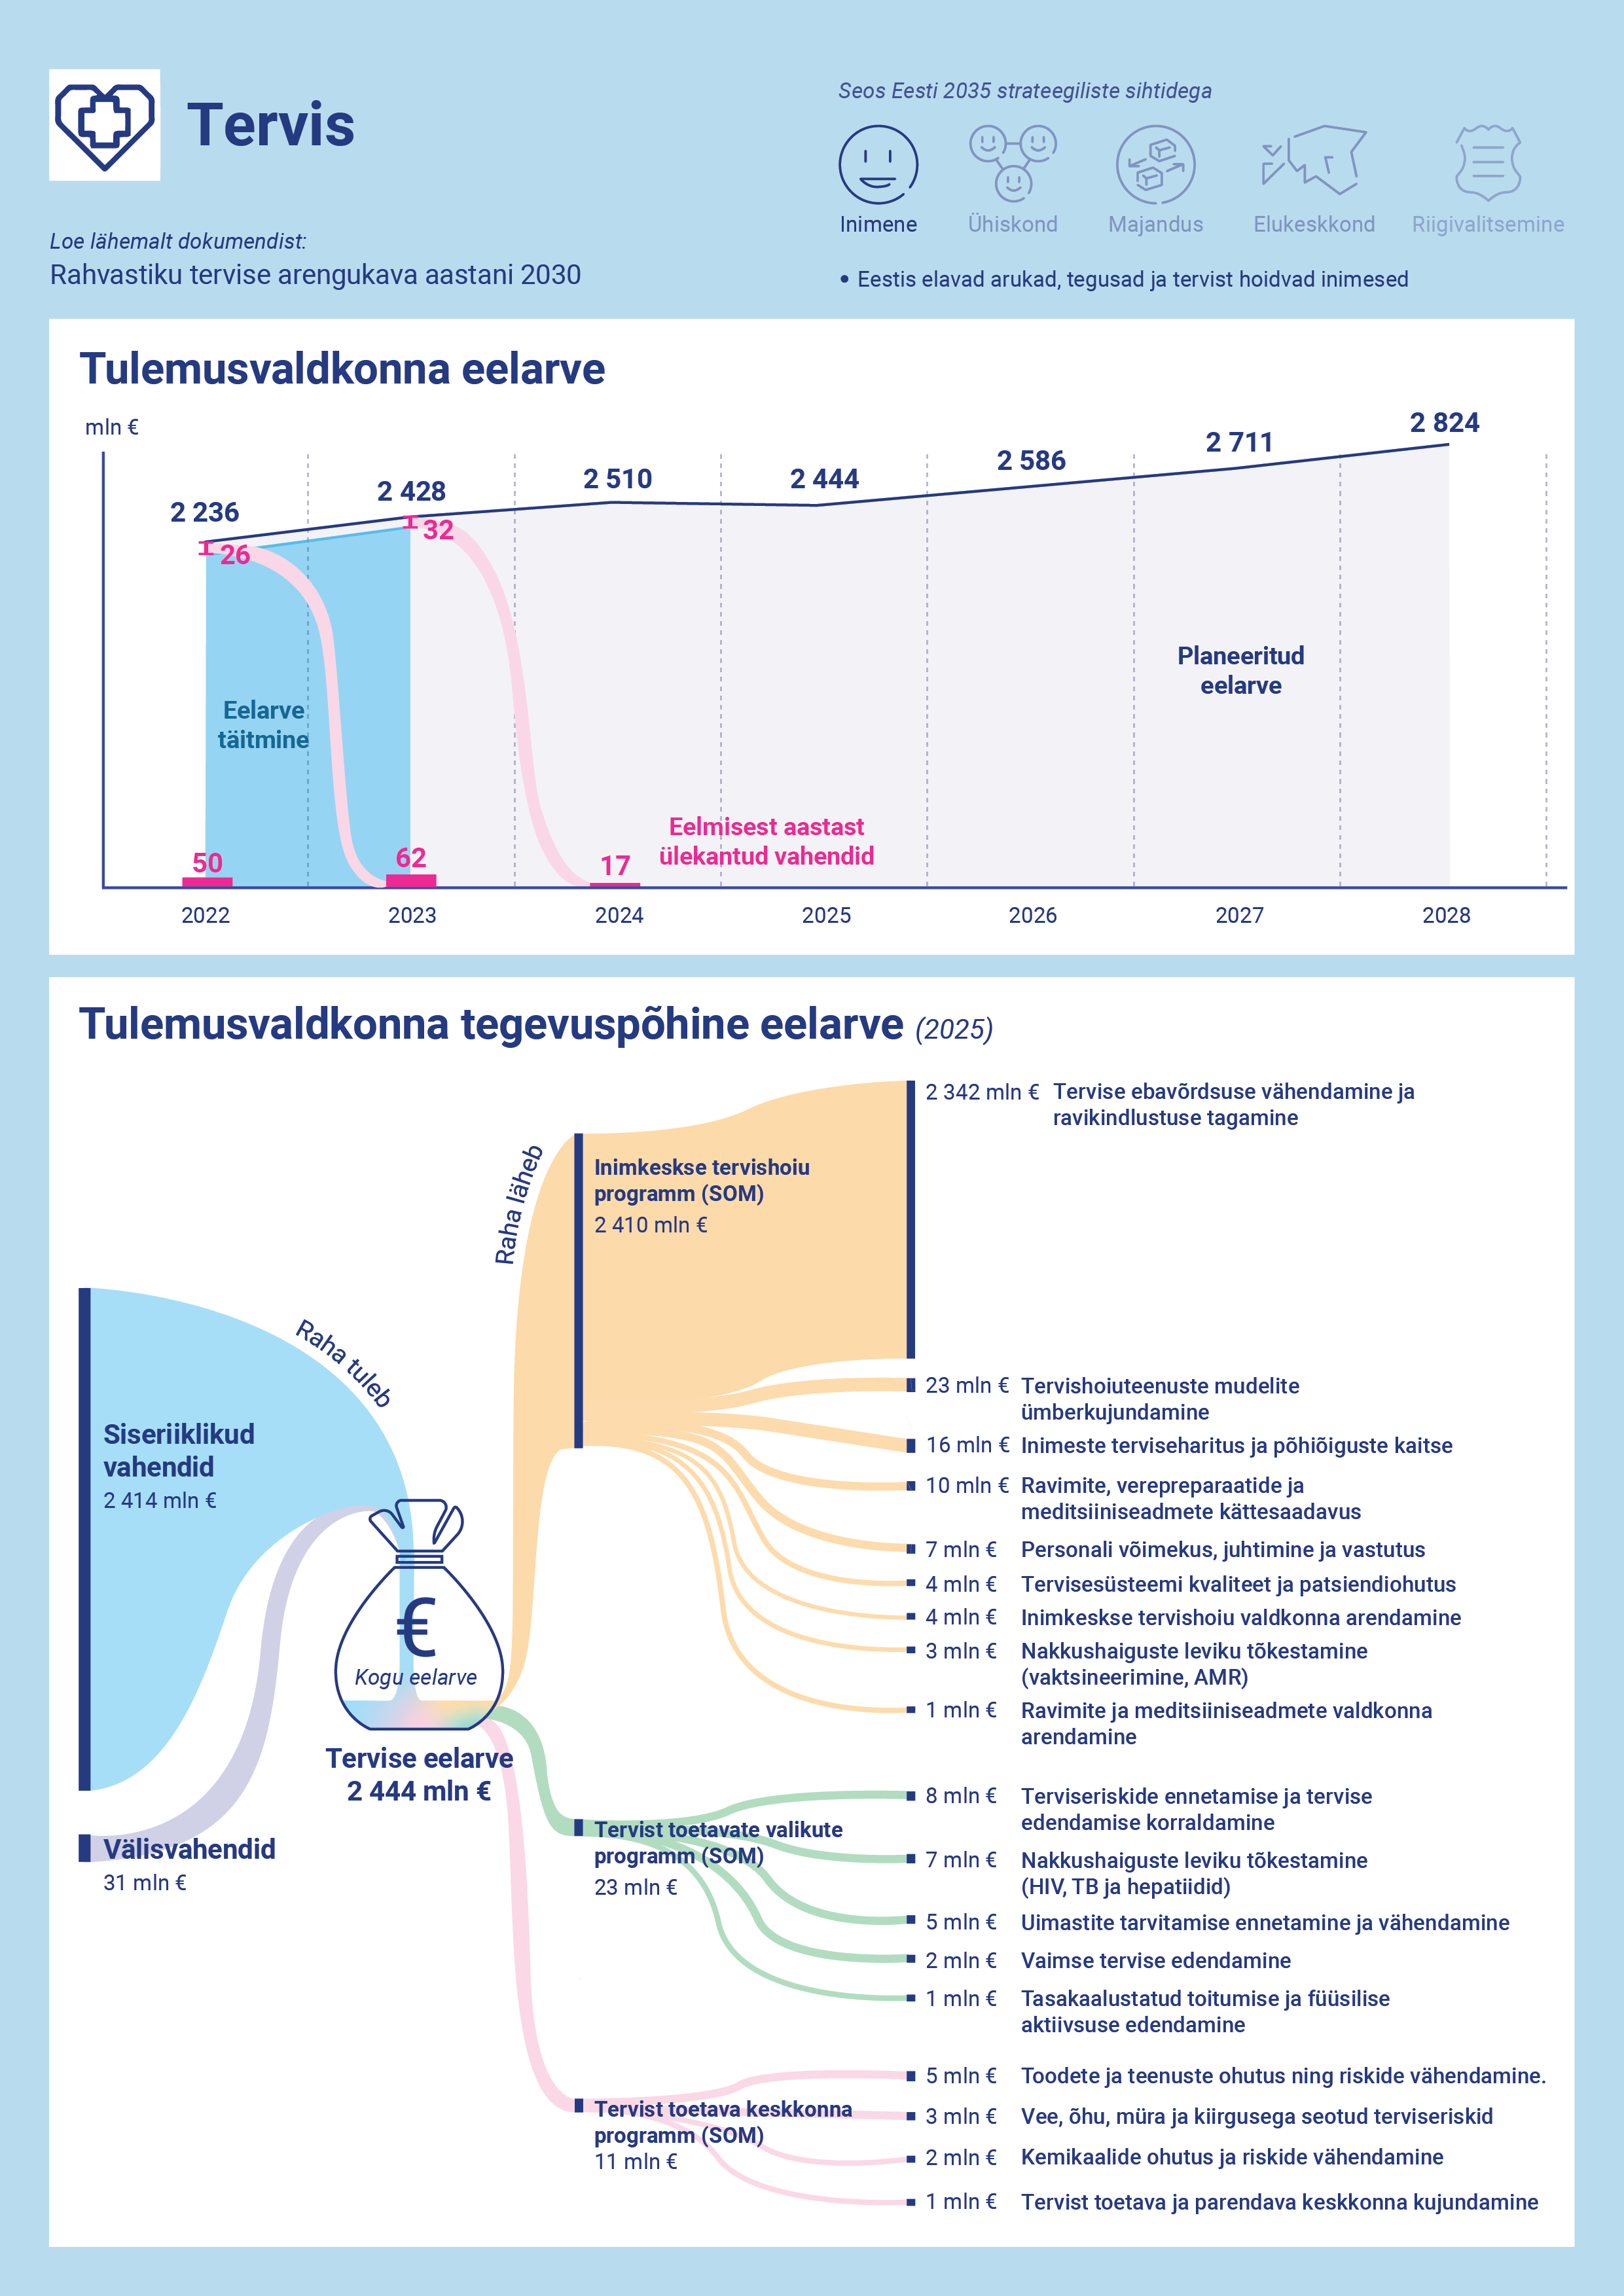 Tervis
Loe lähemalt dokumendist:
Rahvastiku tervise arengukava aastani 2030
Seos Eesti 2035 strateegiliste sihtidega
Inimene
Ühiskond
Majandus
Elukeskkond
Riigivalitsemine
• Eestis elavad arukad, tegusad ja tervist hoidvad inimesed
Tulemusvaldkonna eelarve
mln €
2 236
2 428
2 510
2 444
2 586
2 711
2 824
26
32
Eelarve
täitmine
Planeeritud
eelarve
50
62
17
Eelmisest aastast
ülekantud vahendid
2022
2023
2024
2025
2026
2027
2028
Tulemusvaldkonna tegevuspõhine eelarve (2025)
Raha tuleb
Siseriiklikud
vahendid
2 414 mln €
Välisvahendid
31 mln €
€
Kogu eelarve
Tervise eelarve
2 444 mln €
Raha läheb
Inimkeskse tervishoiu
programm (SOM)
2 410 mln €
2 342 mln € Tervise ebavõrdsuse vähendamine ja
ravikindlustuse tagamine
23 mln € Tervishoiuteenuste mudelite
ümberkujundamine
16 mln € Inimeste terviseharitus ja põhiõiguste kaitse
10 mln € Ravimite, verepreparaatide ja
meditsiiniseadmete kättesaadavus
7 mln € Personali võimekus, juhtimine ja vastutus
4 mln € Tervisesüsteemi kvaliteet ja patsiendiohutus
4 mln € Inimkeskse tervishoiu valdkonna arendamine
3 mln € Nakkushaiguste leviku tõkestamine
(vaktsineerimine, AMR)
1 mln € Ravimite ja meditsiiniseadmete valdkonna
arendamine
Tervist toetavate valikute
programm (SOM)
23 mln €
8 mln € Terviseriskide ennetamise ja tervise
edendamise korraldamine
7 mln € Nakkushaiguste leviku tõkestamine
(HIV, TB ja hepatiidid)
5 mln € Uimastite tarvitamise ennetamine ja vähendamine
2 mln € Vaimse tervise edendamine
1 mln € Tasakaalustatud toitumise ja füüsilise
aktiivsuse edendamine
Tervist toetava keskkonna
programm (SOM)
11 mln €
5 mln € Toodete ja teenuste ohutus ning riskide vähendamine.
3 mln € Vee, õhu, müra ja kiirgusega seotud terviseriskid
2 mln € Kemikaalide ohutus ja riskide vähendamine
1 mln € Tervist toetava ja parendava keskkonna kujundamine